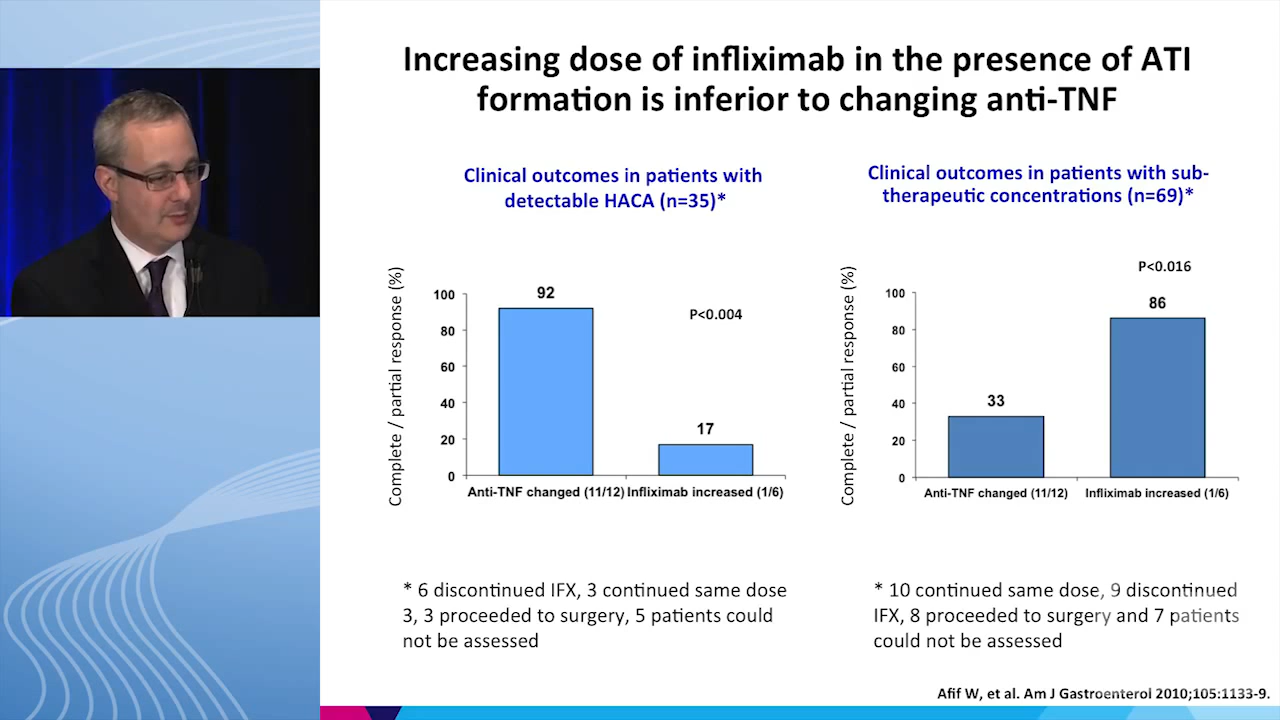 Increasing dose of infliximab in the presence of ATI
formation is inferior to changing anti-TNF
Clinical outcomes in patients with
detectable HACA (n=35)*
Complete / partial response (%)
100
80
60
40
20
0
92
P<0.004
17
Anti-TNF changed (11/12)
Infliximab increased (1/6)
* 6 discontinued IFX, 3 continued same dose
3, 3 proceeded to surgery, 5 patients could
not be assessed
Clinical outcomes in patients with sub-
therapeutic concentrations (n=69)*
Complete / partial response (%)
100
80
60
40
20
0
33
P<0.016
86
Anti-TNF changed (11/12)
Infliximab increased (1/6)
* 10 continued same dose, 9 discontinued
IFX, 8 proceeded to surgery and 7 patients
could not be assessed
Afif W, et al. Am J Gastroenterol 2010;105:1133-9.